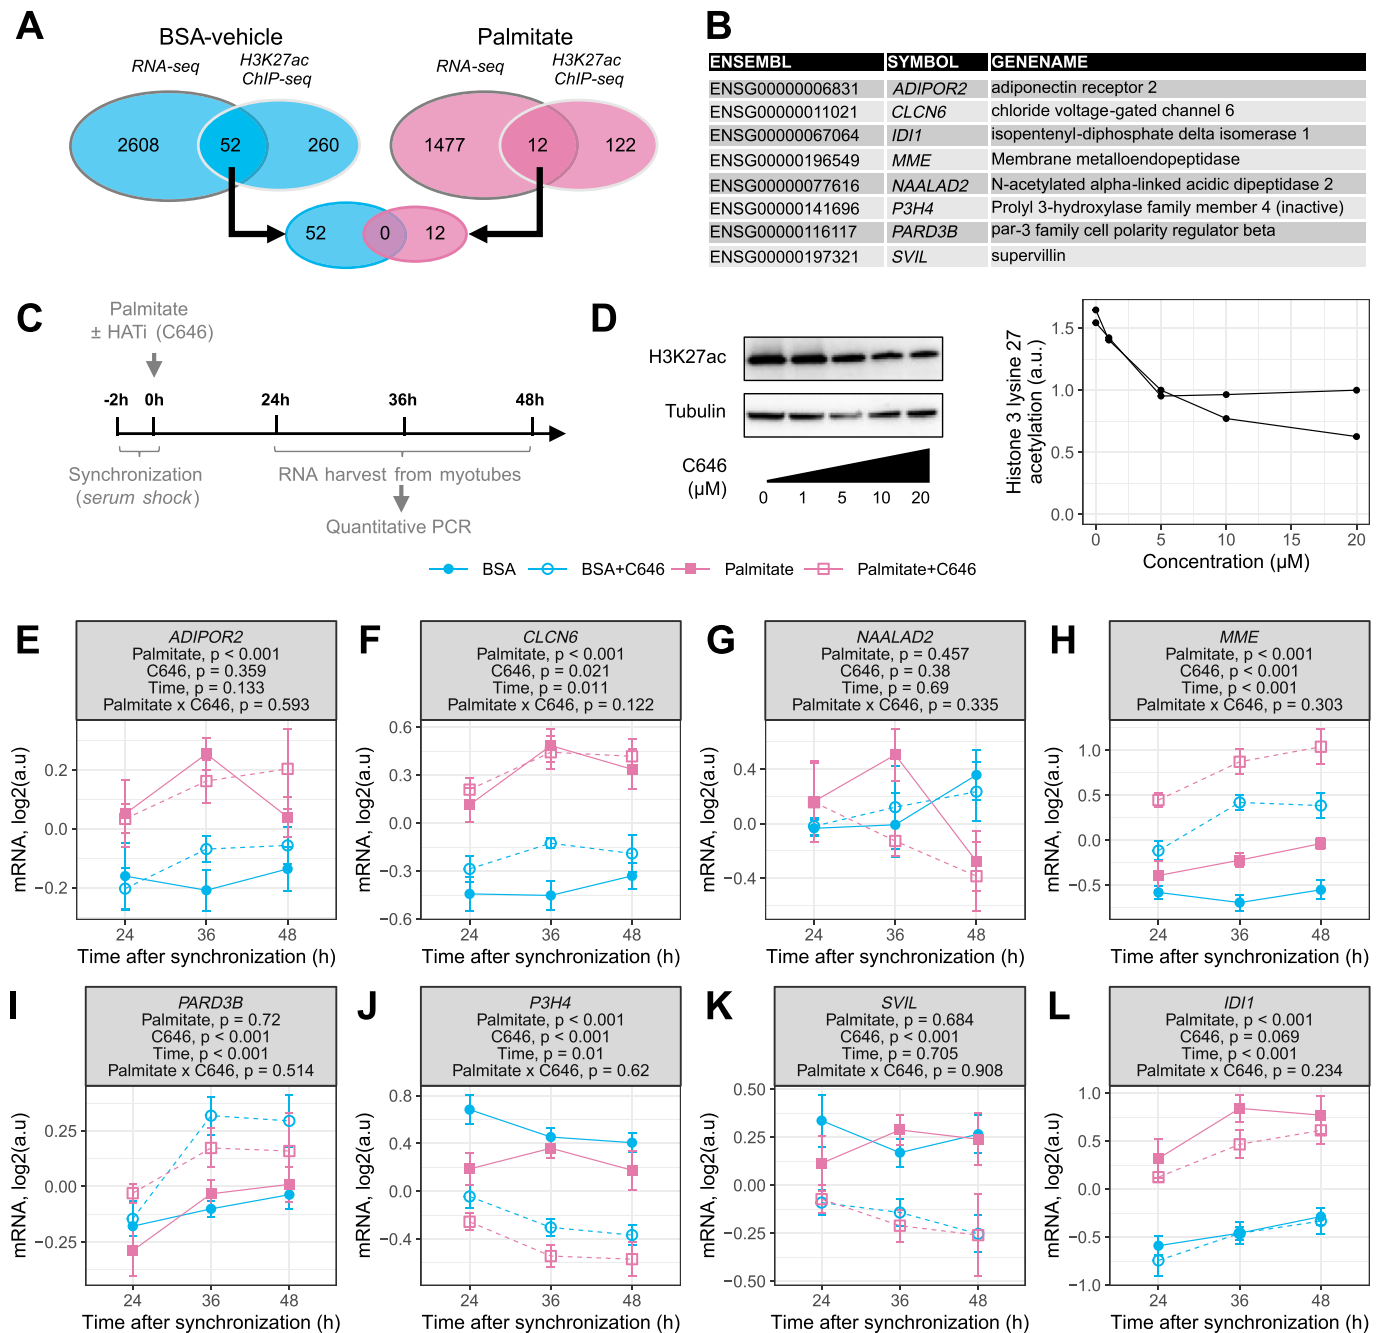 A
BSA-vehicle
Palmitate
RNA-seq
H3K27ac
ChIP-seq
RNA-seq
H3K27ac
ChIP-seq
2608
52
260
1477
12
122
52
0
12
B
ENSEMBL SYMBOL GENENAME
ENSG00000006831 ADIPOR2 adiponectin receptor 2
ENSG00000011021 CLCN6 chloride voltage-gated channel 6
ENSG00000067064 IDI1 isopentenyl-diphosphate delta isomerase 1
ENSG00000196549 MME Membrane metalloendopeptidase
ENSG00000077616 NAALAD2 N-acetylated alpha-linked acidic dipeptidase 2
ENSG00000141696 P3H4 Prolyl 3-hydroxylase family member 4 (inactive)
ENSG00000116117 PARD3B par-3 family cell polarity regulator beta
ENSG00000197321 SVIL supervillin
C
Palmitate
± HATi (C646)
-2h 0h 24h 36h 48h
Synchronization
(serum shock)
RNA harvest from myotubes
Quantitative PCR
D
H3K27ac
Tubulin
C646
(µM)
0 1 5 10 20
Histone 3 lysine 27
acetylation (a.u.)
1.5
1.0
0.5
0.0
0 5 10 15 20
Concentration (µM)
BSA BSA+C646 Palmitate Palmitate+C646
E
ADIPOR2
Palmitate, p < 0.001
C646, p = 0.359
Time, p = 0.133
Palmitate x C646, p = 0.593
mRNA, log2(a.u)
0.2
0.0
−0.2
24 36 48
Time after synchronization (h)
F
CLCN6
Palmitate, p < 0.001
C646, p = 0.021
Time, p = 0.011
Palmitate x C646, p = 0.122
mRNA, log2(a.u)
0.6
0.3
0.0
−0.3
−0.6
24 36 48
Time after synchronization (h)
G
NAALAD2
Palmitate, p = 0.457
C646, p = 0.38
Time, p = 0.69
Palmitate x C646, p = 0.335
mRNA, log2(a.u)
0.4
0.0
−0.4
24 36 48
Time after synchronization (h)
H
MME
Palmitate, p < 0.001
C646, p < 0.001
Time, p < 0.001
Palmitate x C646, p = 0.303
mRNA, log2(a.u)
1.0
0.5
0.0
−0.5
24 36 48
Time after synchronization (h)
I
PARD3B
Palmitate, p = 0.72
C646, p < 0.001
Time, p < 0.001
Palmitate x C646, p = 0.514
mRNA, log2(a.u)
0.25
0.00
−0.25
24 36 48
Time after synchronization (h)
J
P3H4
Palmitate, p < 0.001
C646, p < 0.001
Time, p = 0.01
Palmitate x C646, p = 0.62
mRNA, log2(a.u)
0.8
0.4
0.0
−0.4
24 36 48
Time after synchronization (h)
K
SVIL
Palmitate, p = 0.684
C646, p < 0.001
Time, p = 0.705
Palmitate x C646, p = 0.908
mRNA, log2(a.u)
0.50
0.25
0.00
−0.25
−0.50
24 36 48
Time after synchronization (h)
L
IDI1
Palmitate, p < 0.001
C646, p = 0.069
Time, p < 0.001
Palmitate x C646, p = 0.234
mRNA, log2(a.u)
1.0
0.5
0.0
−0.5
−1.0
24 36 48
Time after synchronization (h)